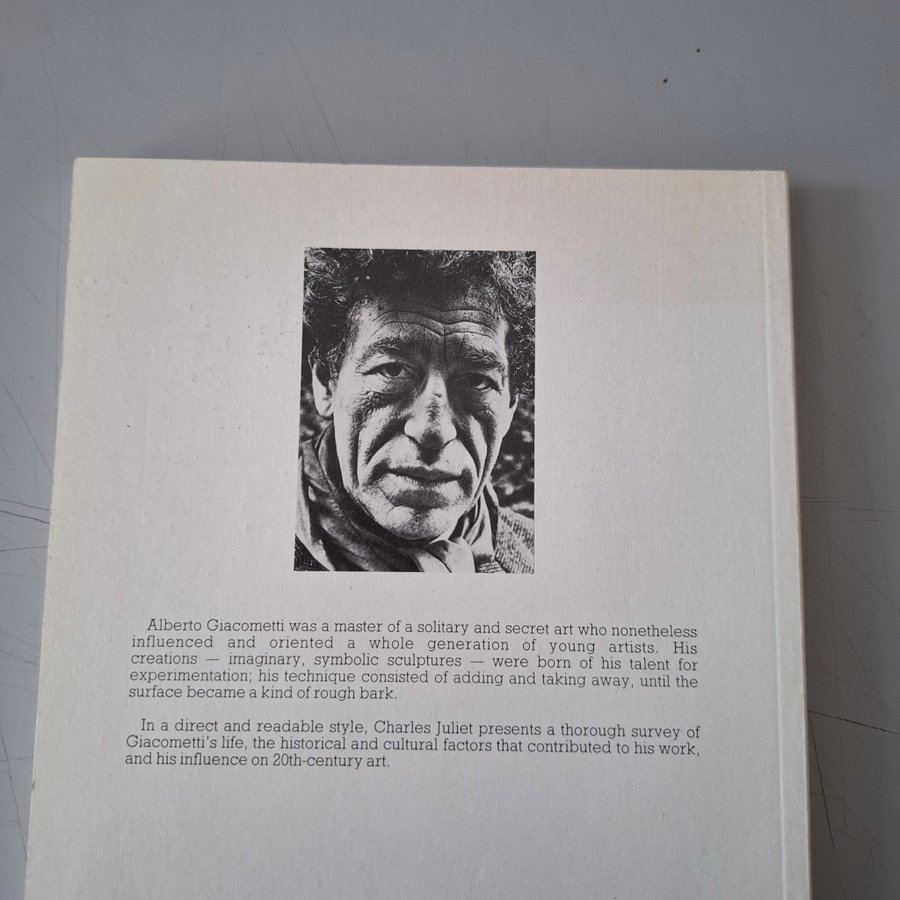 Alberto Giacometti was a master of a solitary and secret art who nonetheless
influenced and oriented a whole generation of young artists. His
creations — imaginary, symbolic sculptures — were born of his talent for
experimentation; his technique consisted of adding and taking away, until the
surface became a kind of rough bark.
In a direct and readable style, Charles Juliet presents a thorough survey of
Giacometti's life, the historical and cultural factors that contributed to his work,
and his influence on 20th-century art.